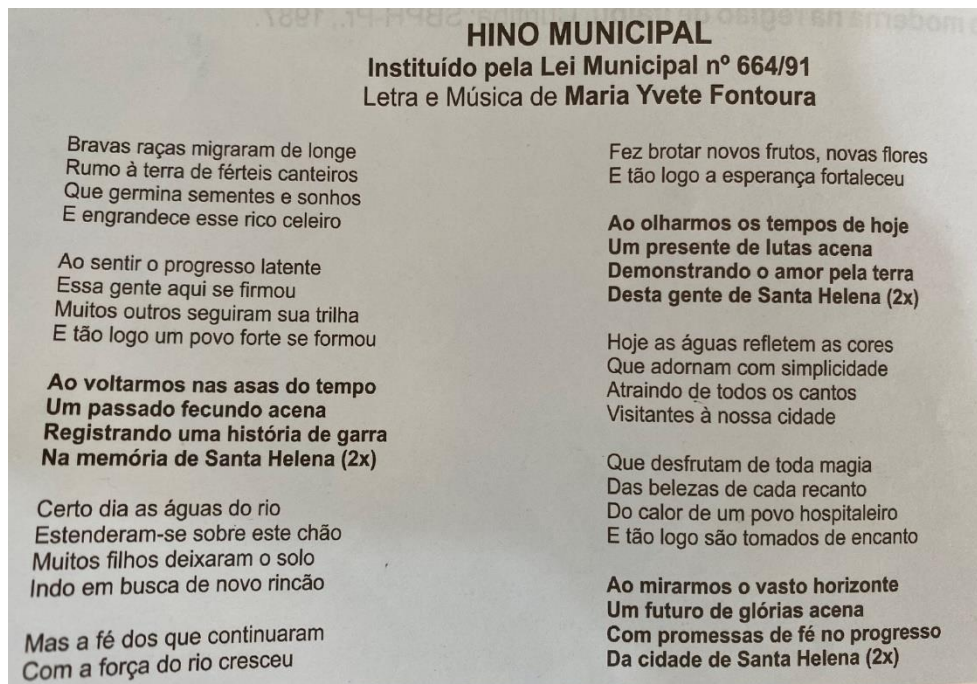 moderna na região de Itaipu. Curitiba: SBPH-Pr., 1987.
HINO MUNICIPAL
Instituído pela Lei Municipal nº 664/91
Letra e Música de Maria Yvete Fontoura
Bravas raças migraram de longe
Rumo à terra de férteis canteiros
Que germina sementes e sonhos
E engrandece esse rico celeiro
Ao sentir o progresso latente
Essa gente aqui se firmou
Muitos outros seguiram sua trilha
E tão logo um povo forte se formou
Ao voltarmos nas asas do tempo
Um passado fecundo acena
Registrando uma história de garra
Na memória de Santa Helena (2x)
Certo dia as águas do rio
Estenderam-se sobre este chão
Muitos filhos deixaram o solo
Indo em busca de novo rincão
Mas a fé dos que continuaram
Com a força do rio cresceu
Fez brotar novos frutos, novas flores
E tão logo a esperança fortaleceu
Ao olharmos os tempos de hoje
Um presente de lutas acena
Demonstrando o amor pela terra
Desta gente de Santa Helena (2x)
Hoje as águas refletem as cores
Que adornam com simplicidade
Atraindo de todos os cantos
Visitantes à nossa cidade
Que desfrutam de toda magia
Das belezas de cada recanto
Do calor de um povo hospitaleiro
E tão logo são tomados de encanto
Ao mirarmos o vasto horizonte
Um futuro de glórias acena
Com promessas de fé no progresso
Da cidade de Santa Helena (2x)